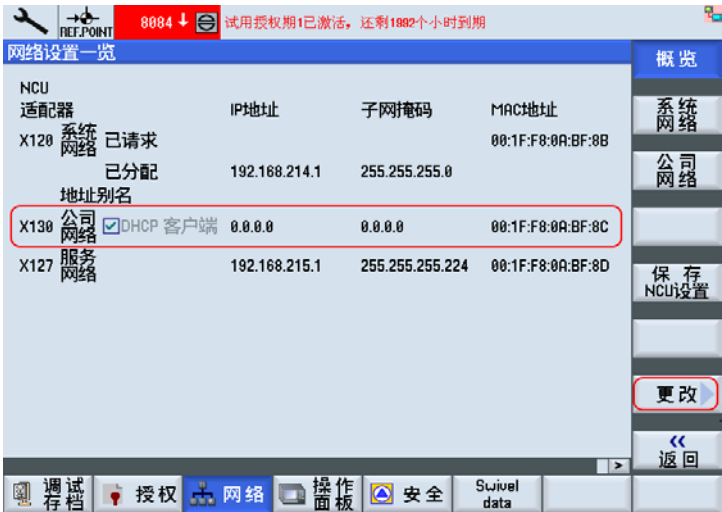 REF.POINT
8084 试用授权期1已激活，还剩1992个小时到期
网络设置一览
概览
NCU
适配器 IP地址 子网掩码 MAC地址
X120 系统网络 已请求 00:1F:F8:0A:BF:8B
已分配 192.168.214.1 255.255.255.0
地址别名
X130 公司网络 DHCP 客户端 0.0.0.0 0.0.0.0 00:1F:F8:0A:BF:8C
X127 服务网络 192.168.215.1 255.255.255.224 00:1F:F8:0A:BF:8D
系统网络
公司网络
保存NCU设置
更改
返回
调试存档 授权 网络 操作面板 安全 Swivel data